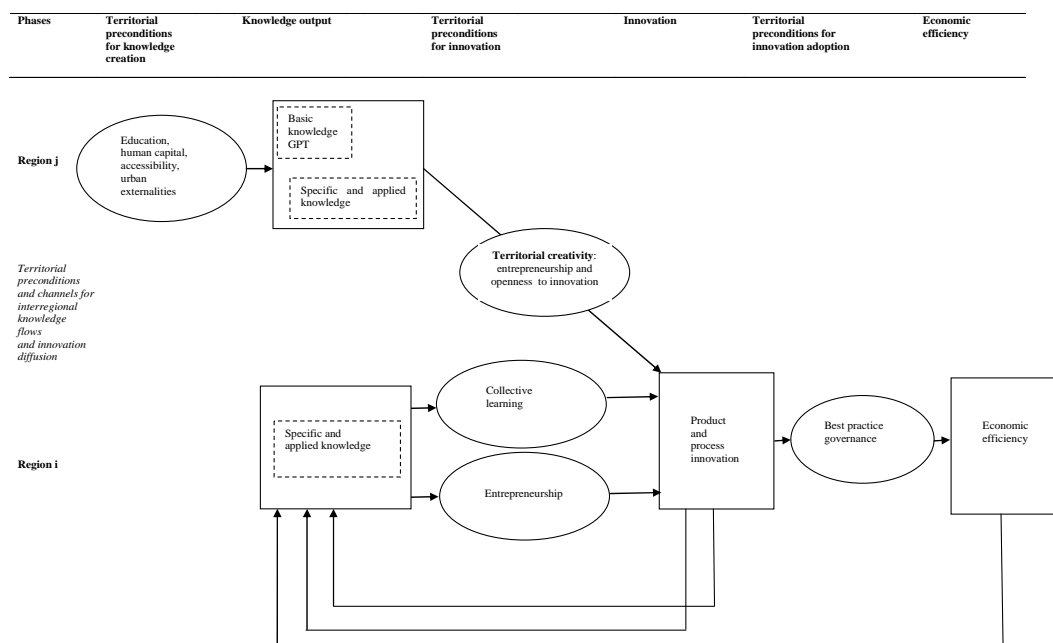 Phases
Territorial
preconditions
for knowledge
creation
Knowledge output
Territorial
preconditions
for innovation
Innovation
Territorial
preconditions for
innovation adoption
Economic
efficiency
Region j
Education,
human capital,
accessibility,
urban
externalities
Basic
knowledge
GPT
Specific and applied
knowledge
Territorial creativity:
entrepreneurship and
openness to innovation
Territorial
preconditions
and channels for
interregional
knowledge
flows
and innovation
diffusion
Region i
Specific and
applied knowledge
Collective
learning
Entrepreneurship
Product
and
process
innovation
Best practice
governance
Economic
efficiency